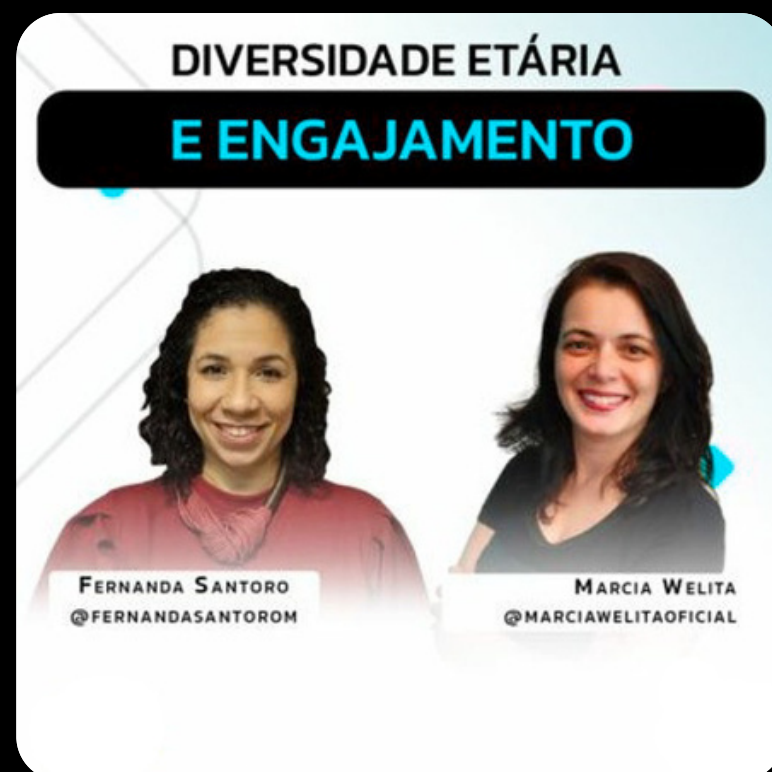 DIVERSIDADE ETÁRIA
E ENGAJAMENTO
FERNANDA SANTORO
@FERNANDASANTOROM
MARCIA WELITA
@MARCIAWELITAOFICIAL